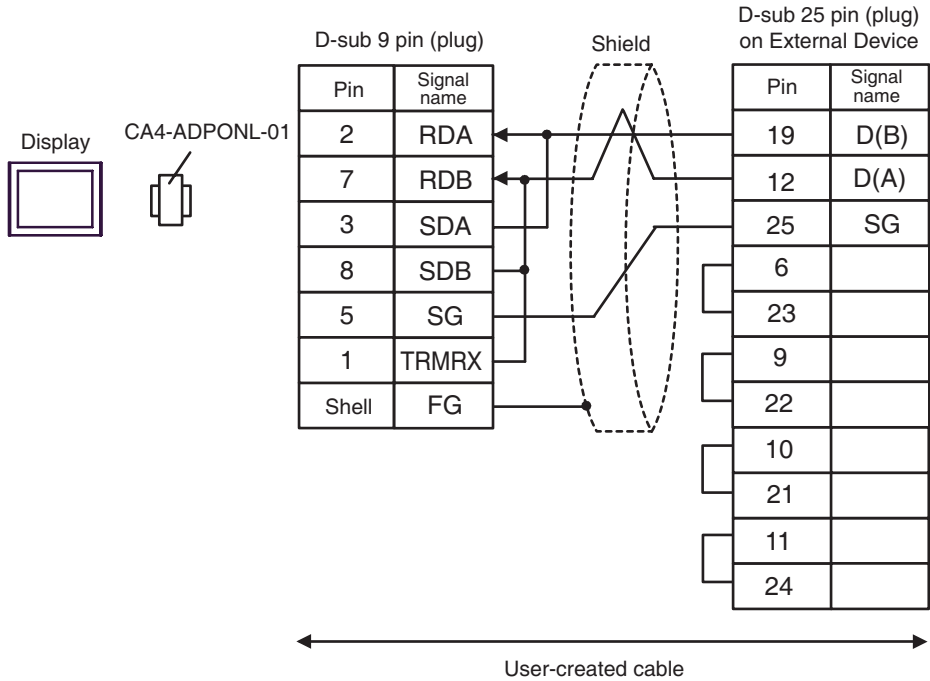 D-sub 25 pin (plug)
on External Device
D-sub 9 pin (plug)
Shield
Display
CA4-ADPONL-01
Pin Signal name
2 RDA
7 RDB
3 SDA
8 SDB
5 SG
1 TRMRX
Shell FG
Pin Signal name
19 D(B)
12 D(A)
25 SG
6
23
9
22
10
21
11
24
User-created cable